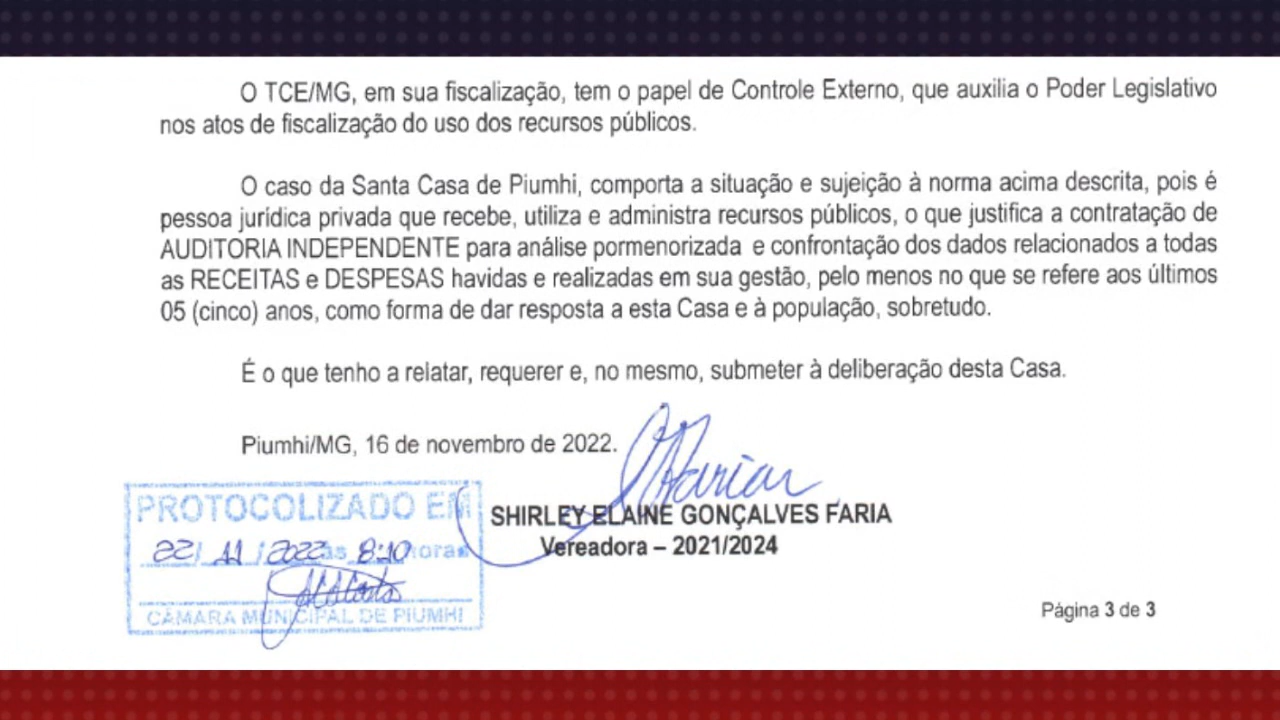 O TCE/MG, em sua fiscalização, tem o papel de Controle Externo, que auxilia o Poder Legislativo
nos atos de fiscalização do uso dos recursos públicos.
O caso da Santa Casa de Piumhi, comporta a situação e sujeição à norma acima descrita, pois é
pessoa jurídica privada que recebe, utiliza e administra recursos públicos, o que justifica a contratação de
AUDITORIA INDEPENDENTE para análise pormenorizada e confrontação dos dados relacionados a todas
as RECEITAS e DESPESAS havidas e realizadas em sua gestão, pelo menos no que se refere aos últimos
05 (cinco) anos, como forma de dar resposta a esta Casa e à população, sobretudo.
É o que tenho a relatar, requerer e, no mesmo, submeter à deliberação desta Casa.
Piumhi/MG, 16 de novembro de 2022.
SHIRLEY ELAINE GONÇALVES FARIA
Vereadora – 2021/2024
PROTOCOLIZADO EM
22/ 11 /2022 às 8:10 horas
CÂMARA MUNICIPAL DE PIUMHI
Página 3 de 3